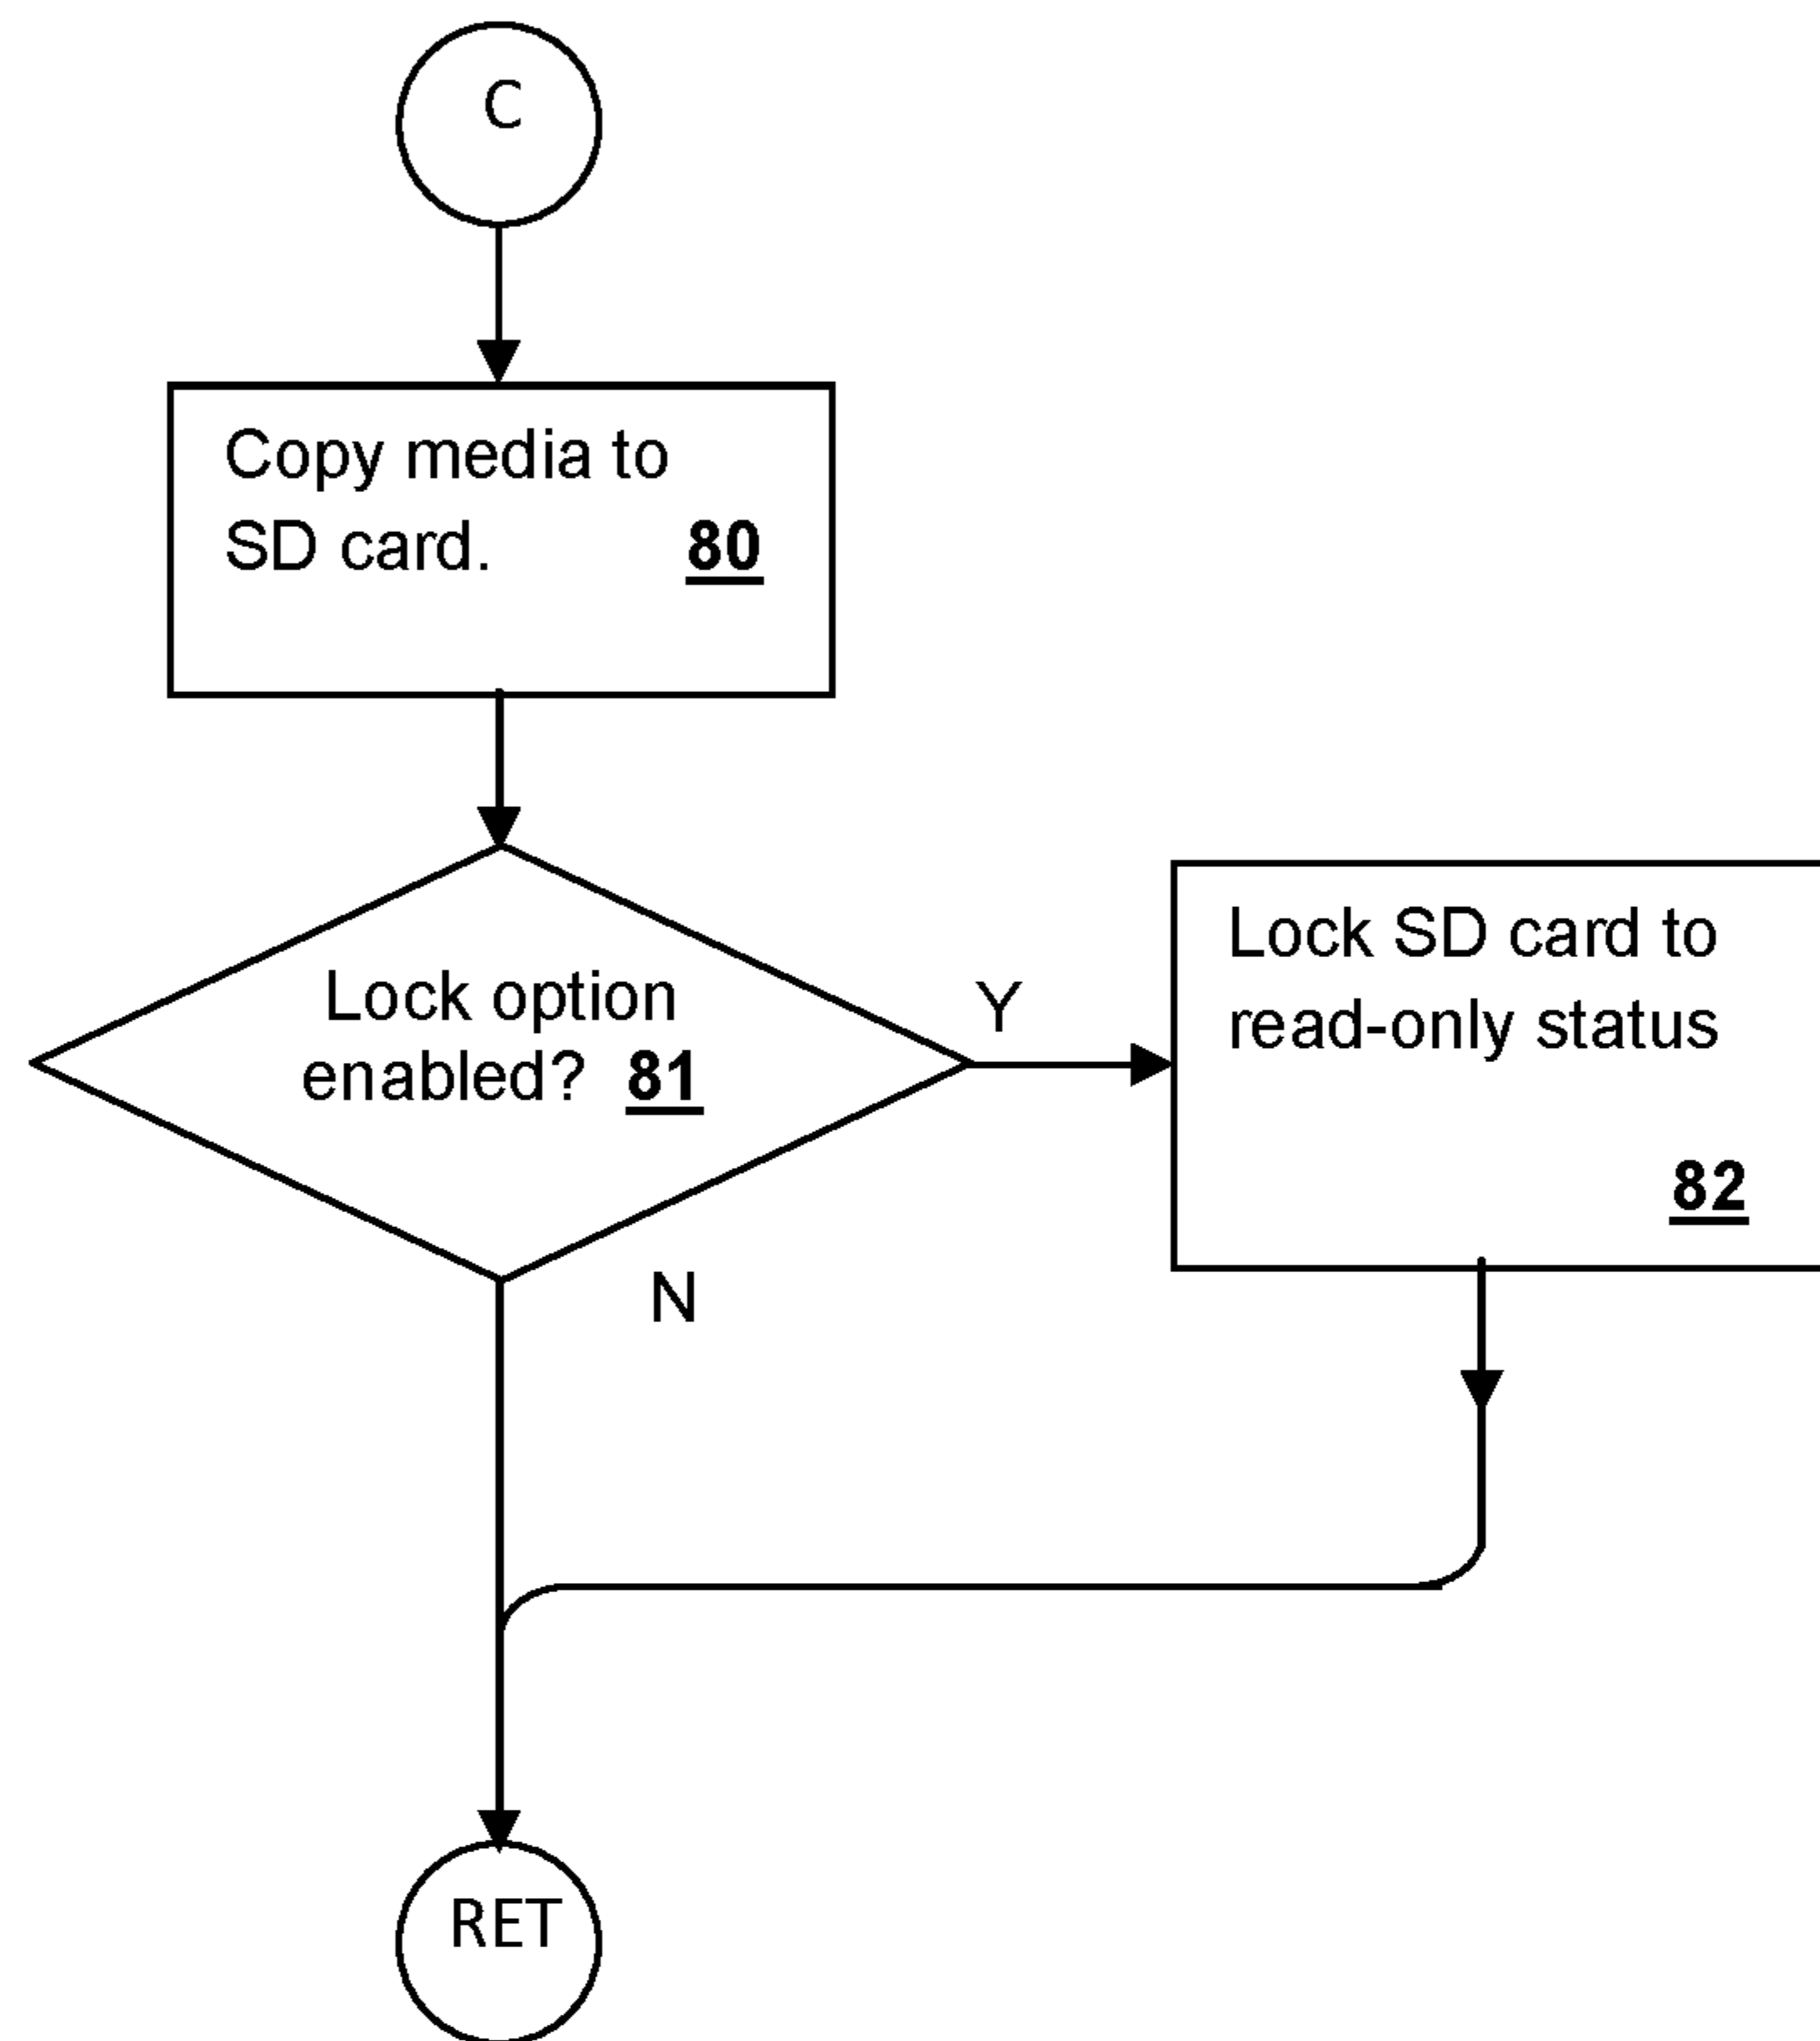 C
Copy media to
SD card. 80
Lock option
enabled? 81
Y
Lock SD card to
read-only status
82
N
RET